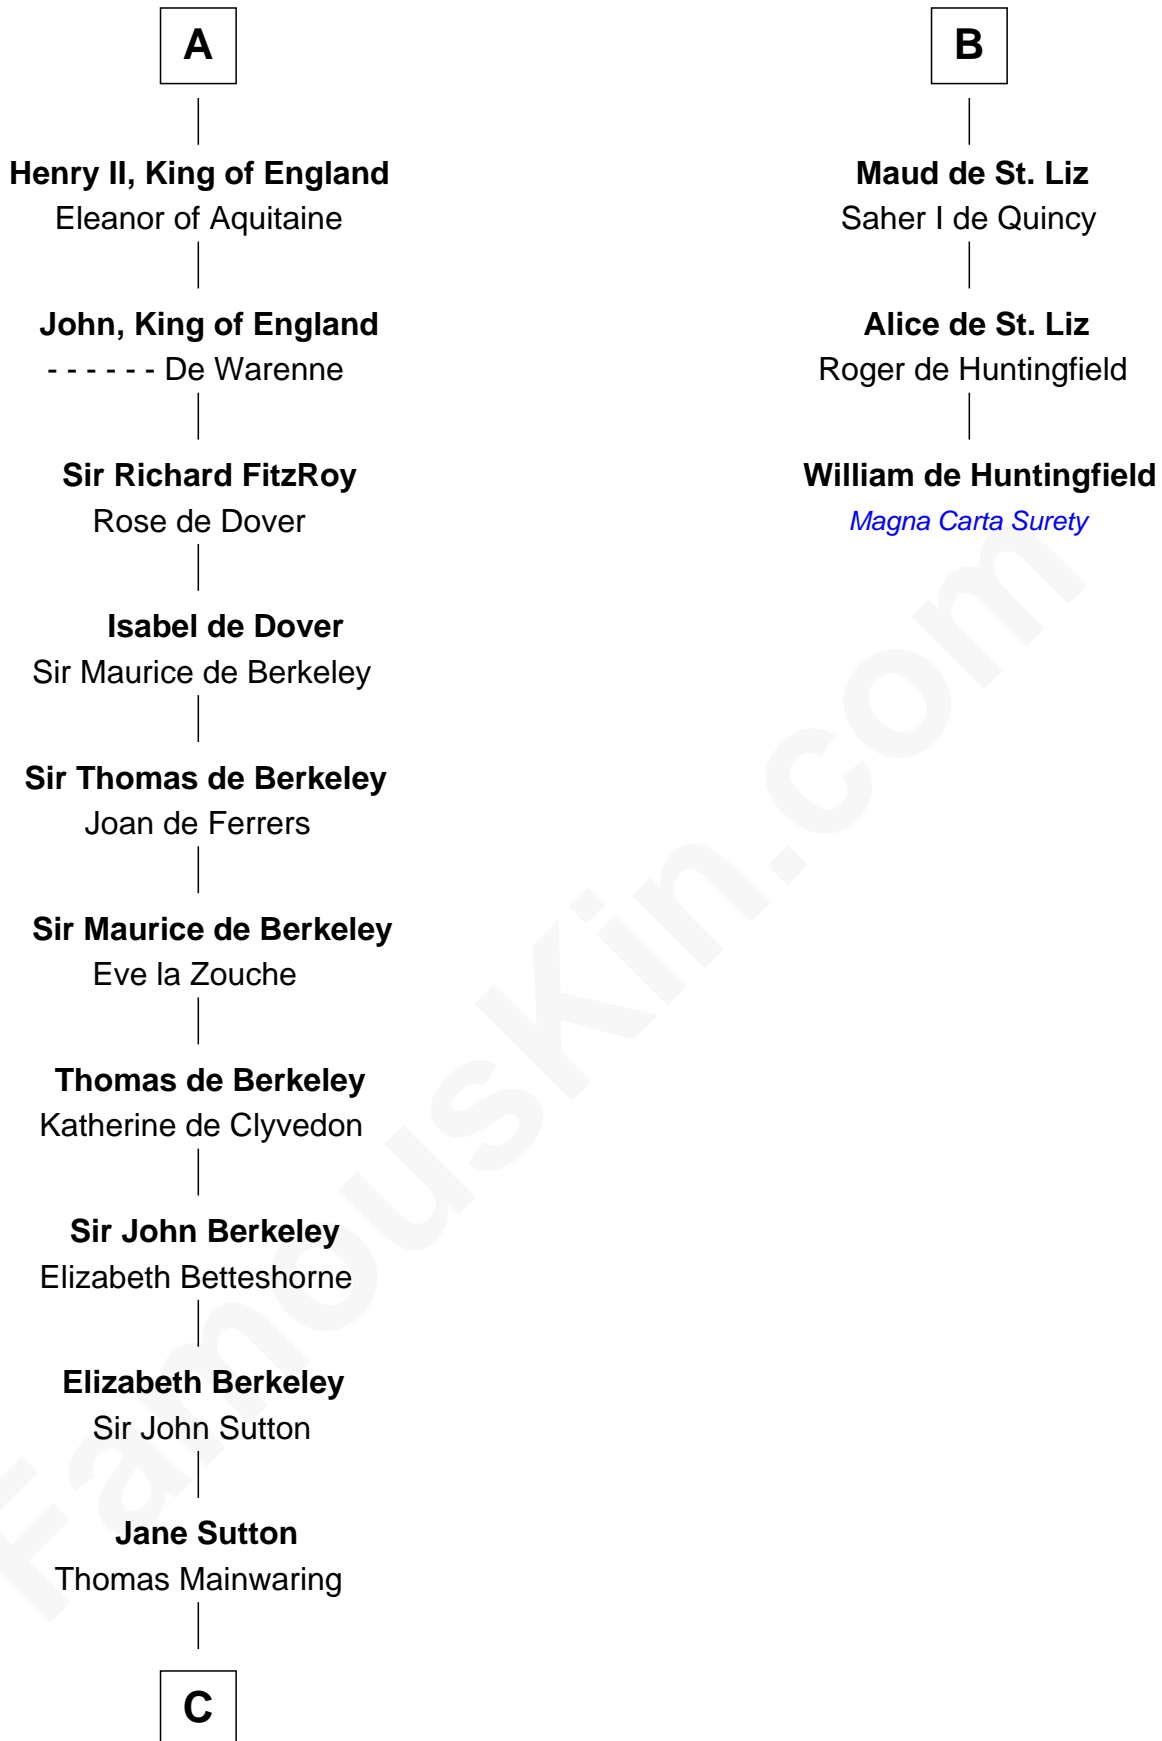 A
Henry II, King of England
Eleanor of Aquitaine
John, King of England
- - - - - - De Warenne
Sir Richard FitzRoy
Rose de Dover
Isabel de Dover
Sir Maurice de Berkeley
Sir Thomas de Berkeley
Joan de Ferrers
Sir Maurice de Berkeley
Eve la Zouche
Thomas de Berkeley
Katherine de Clyvedon
Sir John Berkeley
Elizabeth Betteshorne
Elizabeth Berkeley
Sir John Sutton
Jane Sutton
Thomas Mainwaring
C
B
Maud de St. Liz
Saher I de Quincy
Alice de St. Liz
Roger de Huntingfield
William de Huntingfield
Magna Carta Surety
FamousKin.com